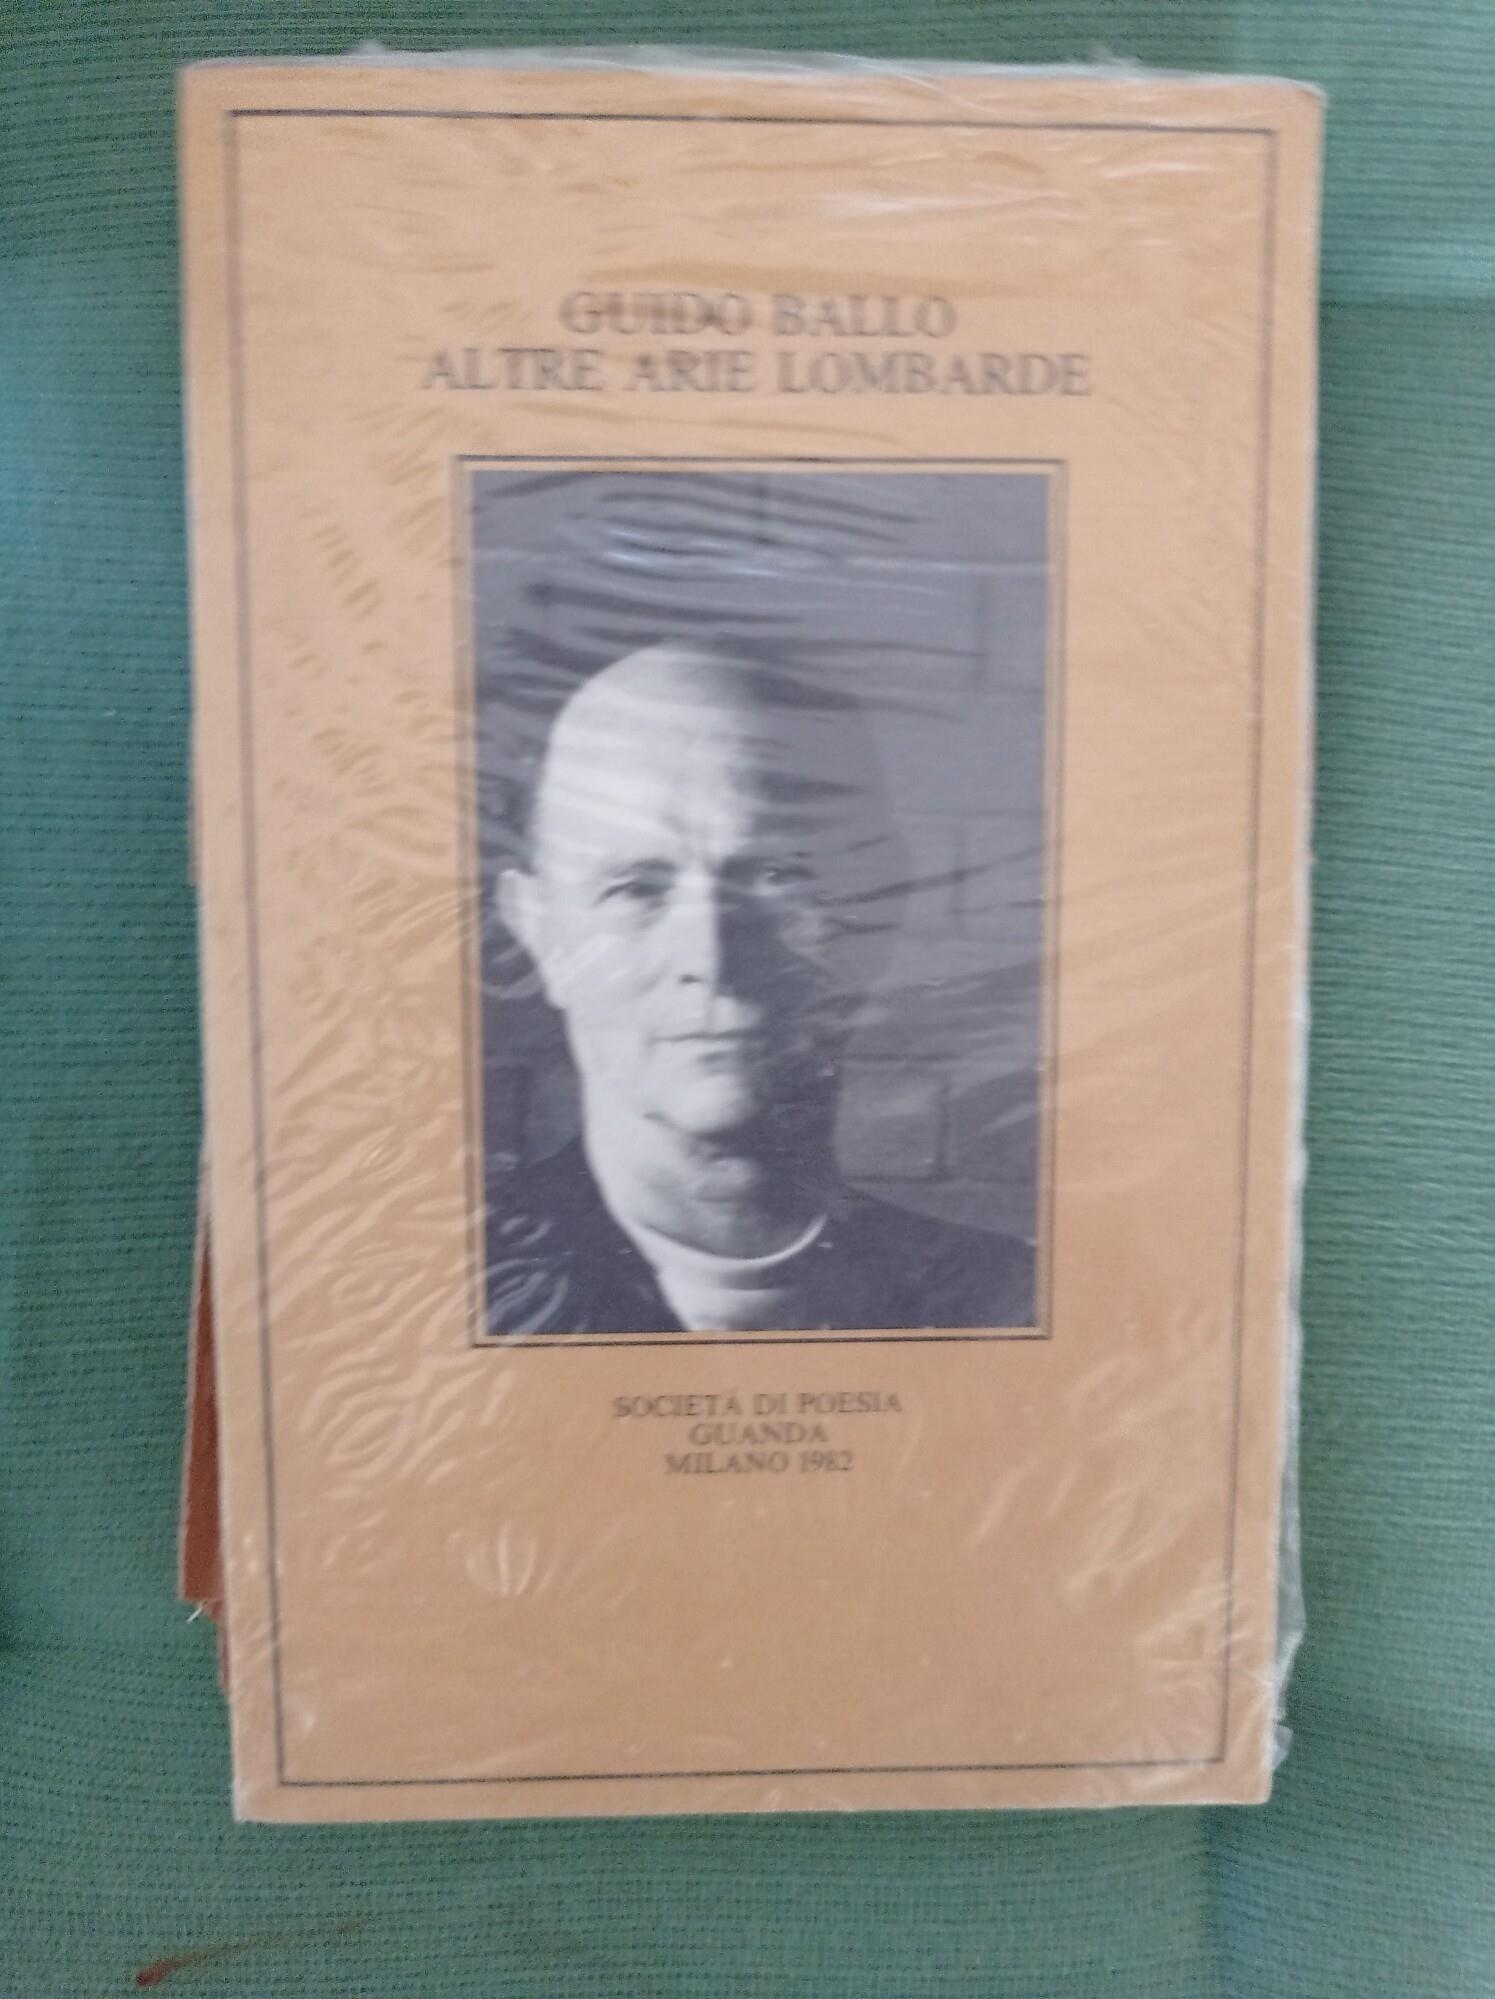 GUIDO BALLO
ALTRE ARIE LOMBARDE
SOCIETÀ DI POESIA
GUANDA
MILANO 1982